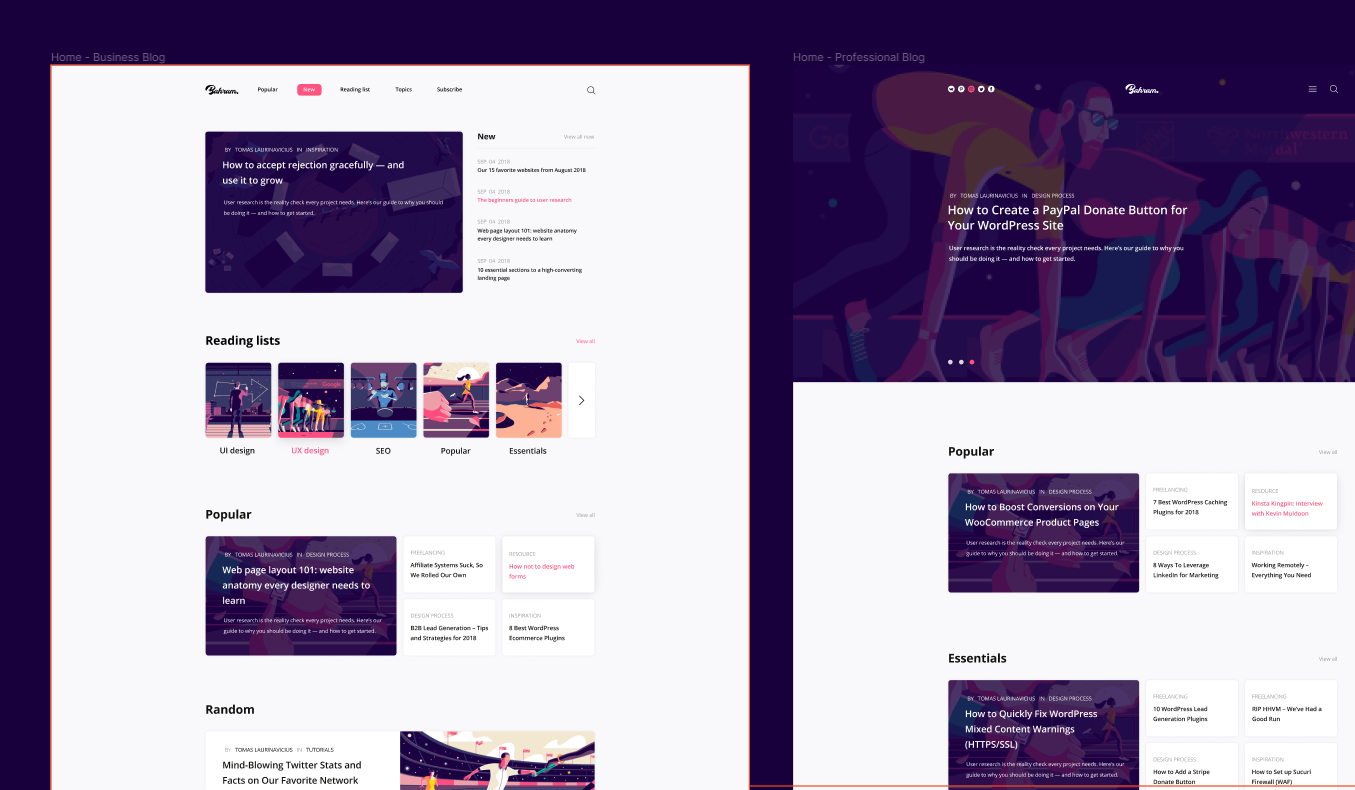 Home - Business Blog
Bahram.
Popular
New
Reading list
Topics
Subscribe
BY TOMAS LAURINAVICIUS IN INSPIRATION
How to accept rejection gracefully — and
use it to grow
User research is the reality check every project needs. Here's our guide to why you should
be doing it — and how to get started.
New
View all new
SEP 04 2018
Our 15 favorite websites from August 2018
SEP 04 2018
The beginners guide to user research
SEP 04 2018
Web page layout 101: website anatomy
every designer needs to learn
SEP 04 2018
10 essential sections to a high-converting
landing page
Reading lists
View all
Google
UI design
UX design
SEO
Popular
Essentials
Popular
View all
BY TOMAS LAURINAVICIUS IN DESIGN PROCESS
Web page layout 101: website
anatomy every designer needs to
learn
User research is the reality check every project needs. Here's our
guide to why you should be doing it — and how to get started.
FREELANCING
Affiliate Systems Suck, So
We Rolled Our Own
RESOURCE
How not to design web
forms
DESIGN PROCESS
B2B Lead Generation – Tips
and Strategies for 2018
INSPIRATION
8 Best WordPress
Ecommerce Plugins
Random
BY TOMAS LAURINAVICIUS IN TUTORIALS
Mind-Blowing Twitter Stats and
Facts on Our Favorite Network
Home - Professional Blog
Bahram.
Go
Northwestern
Mutual
BY TOMAS LAURINAVICIUS IN DESIGN PROCESS
How to Create a PayPal Donate Button for
Your WordPress Site
User research is the reality check every project needs. Here's our guide to why you
should be doing it — and how to get started.
Popular
View all
BY TOMAS LAURINAVICIUS IN DESIGN PROCESS
How to Boost Conversions on Your
WooCommerce Product Pages
User research is the reality check every project needs. Here's our
guide to why you should be doing it — and how to get started.
FREELANCING
7 Best WordPress Caching
Plugins for 2018
RESOURCE
Kinsta Kingpin: Interview
with Kevin Muldoon
DESIGN PROCESS
8 Ways To Leverage
LinkedIn for Marketing
INSPIRATION
Working Remotely –
Everything You Need
Essentials
View all
BY TOMAS LAURINAVICIUS IN DESIGN PROCESS
How to Quickly Fix WordPress
Mixed Content Warnings
(HTTPS/SSL)
User research is the reality check every project needs. Here's our
guide to why you should be doing it — and how to get started.
FREELANCING
10 WordPress Lead
Generation Plugins
FREELANCING
RIP HHVM – We've Had a
Good Run
DESIGN PROCESS
How to Add a Stripe
Donate Button
INSPIRATION
How to Set up Sucuri
Firewall (WAF)